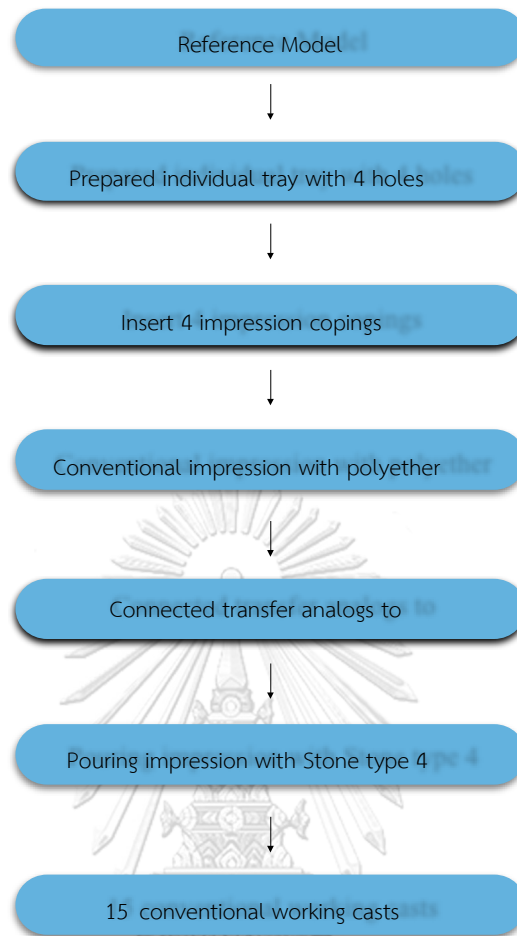 Reference Model
Prepared individual tray with 4 holes
Insert 4 impression copings
Conventional impression with polyether
Connected transfer analogs to
Pouring impression with Stone type 4
15 conventional working casts